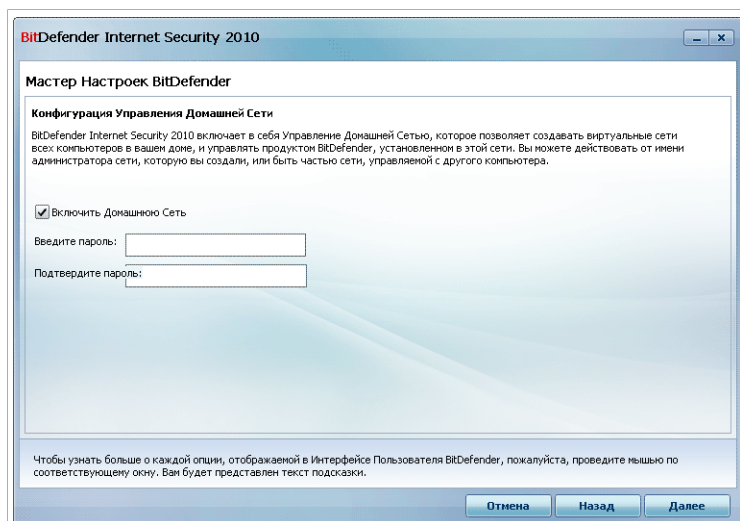 BitDefender Internet Security 2010
Мастер Настроек BitDefender
Конфигурация Управления Домашней Сети
BitDefender Internet Security 2010 включает в себя Управление Домашней Сетью, которое позволяет создавать виртуальные сети
всех компьютеров в вашем доме, и управлять продуктом BitDefender, установленном в этой сети. Вы можете действовать от имени
администратора сети, которую вы создали, или быть частью сети, управляемой с другого компьютера.
Включить Домашнюю Сеть
Введите пароль:
Подтвердите пароль:
Чтобы узнать больше о каждой опции, отображаемой в Интерфейсе Пользователя BitDefender, пожалуйста, проведите мышью по
соответствующему окну. Вам будет представлен текст подсказки.
Отмена Назад Далее